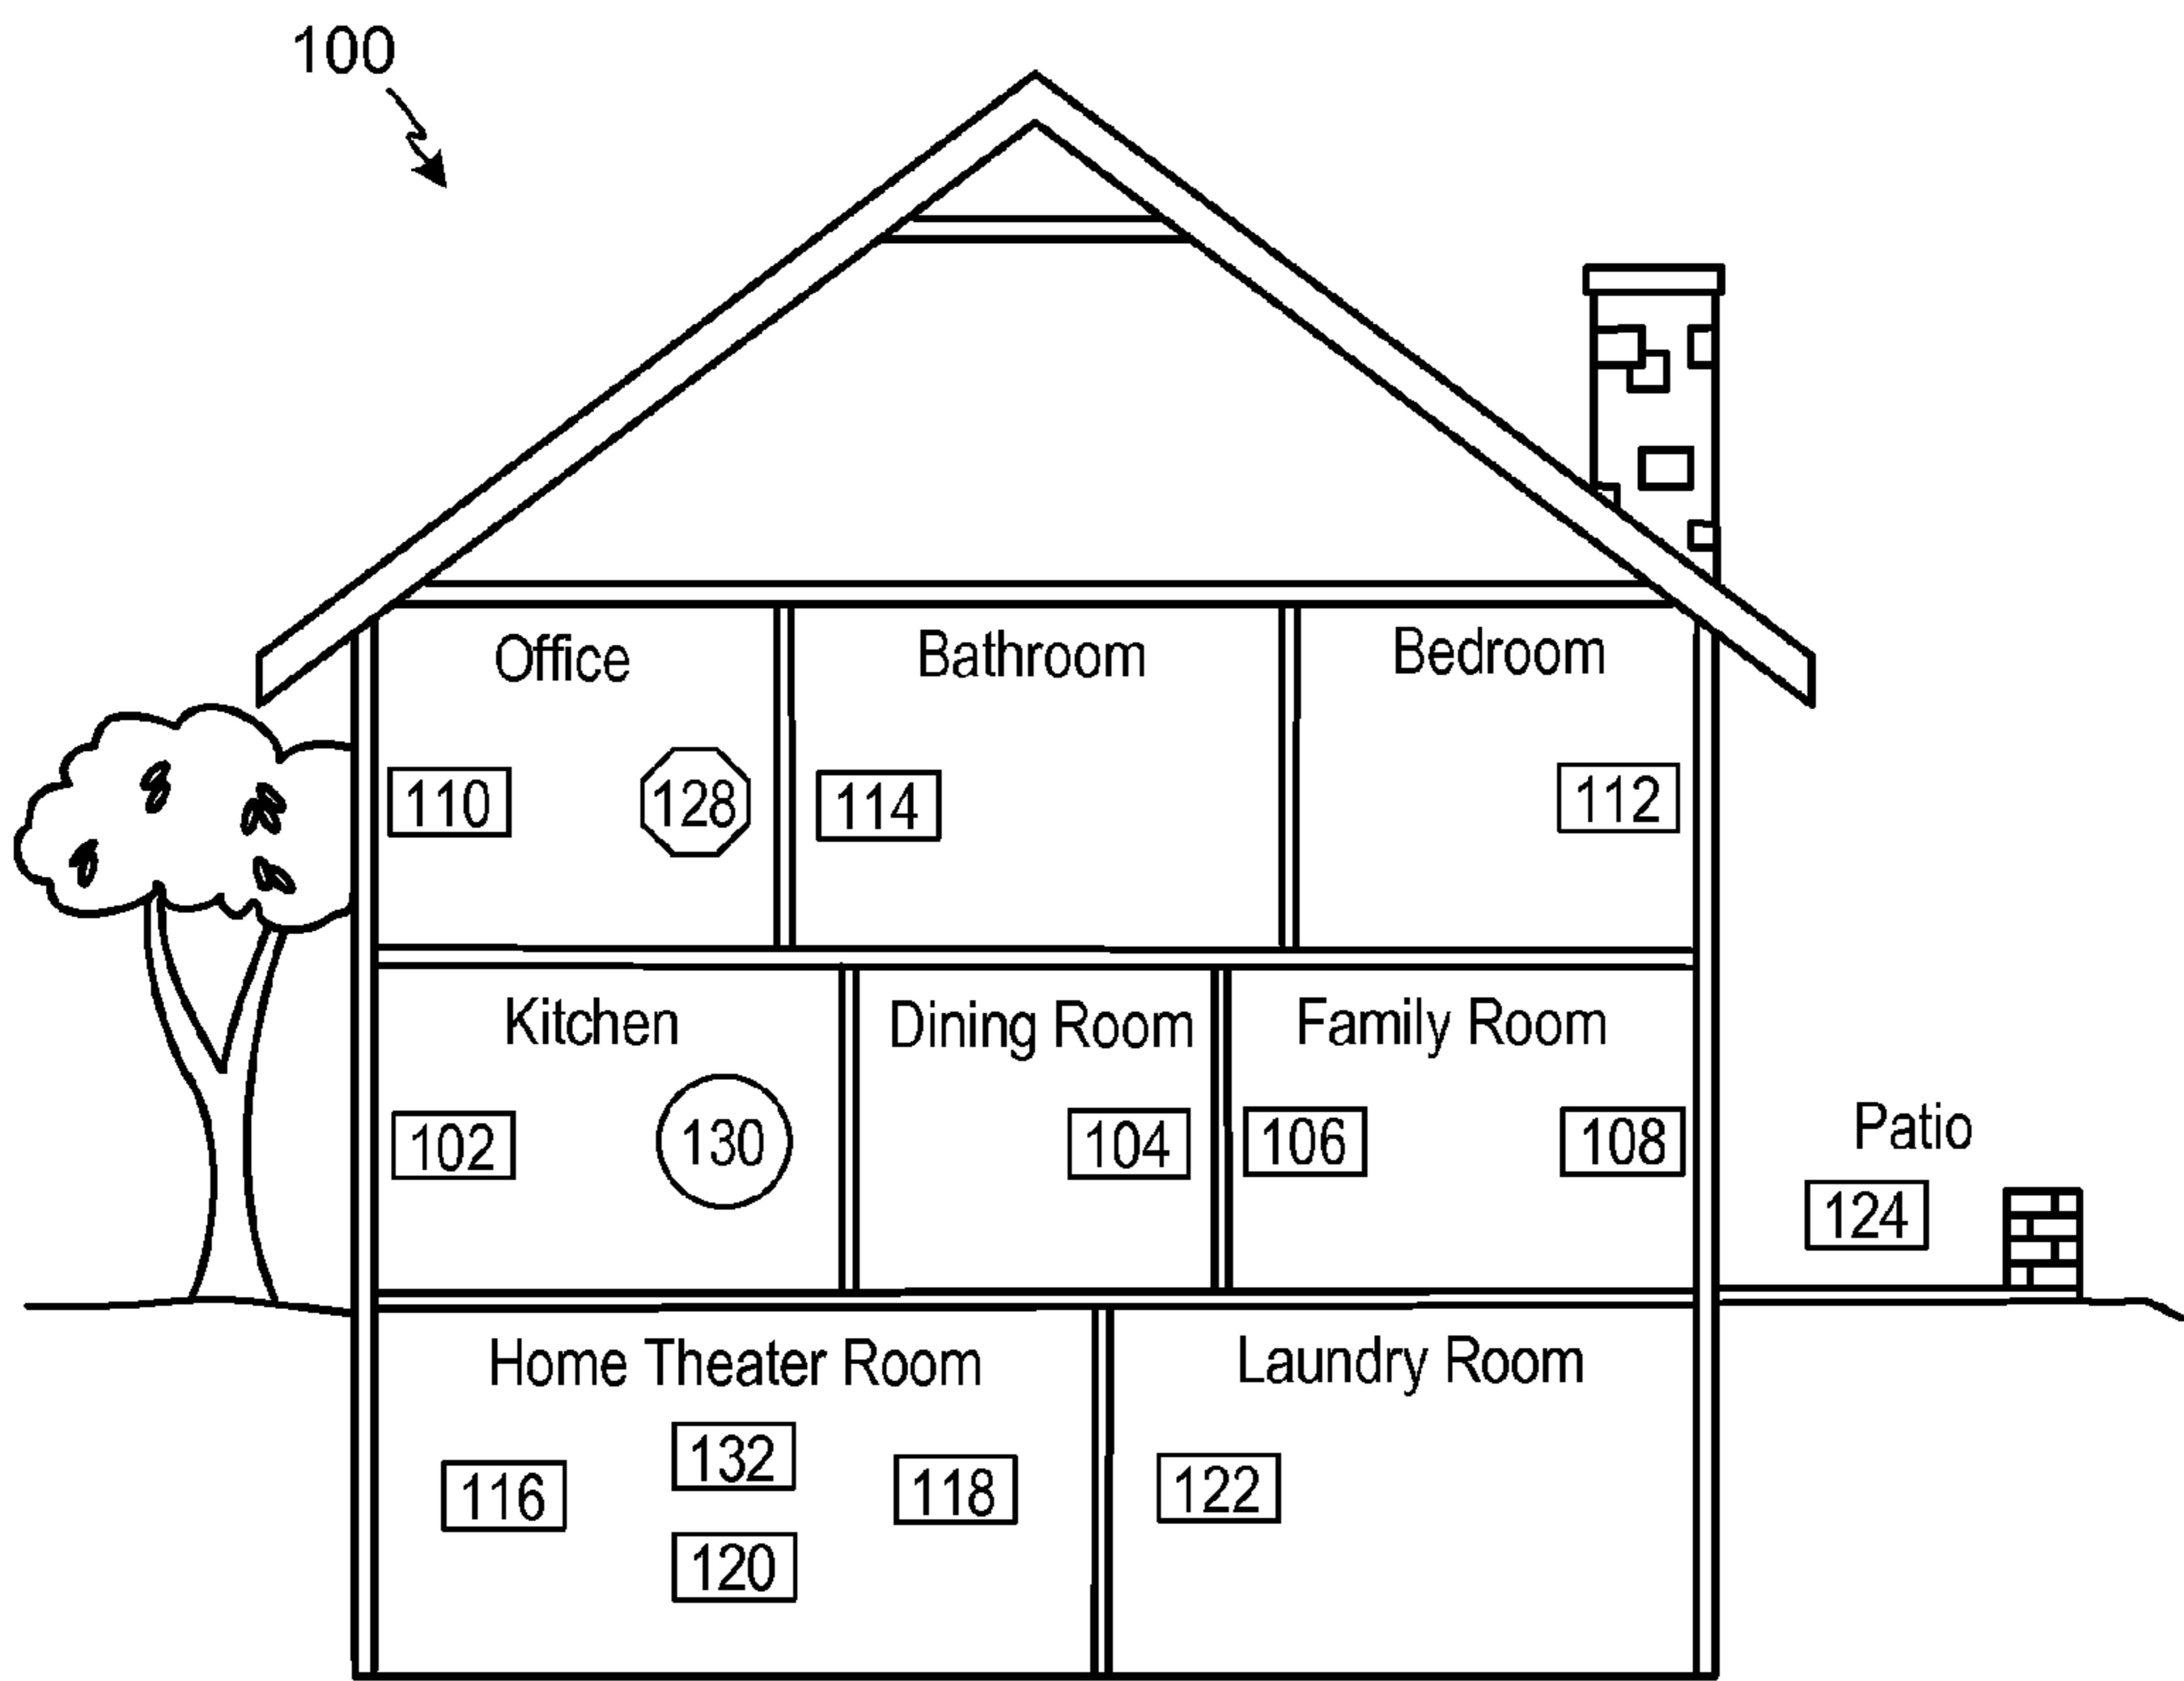 100
Office Bathroom Bedroom
110 128 114 112
Kitchen Dining Room Family Room
102 130 104 106 108
Patio
124
Home Theater Room Laundry Room
116 132 118 122
120